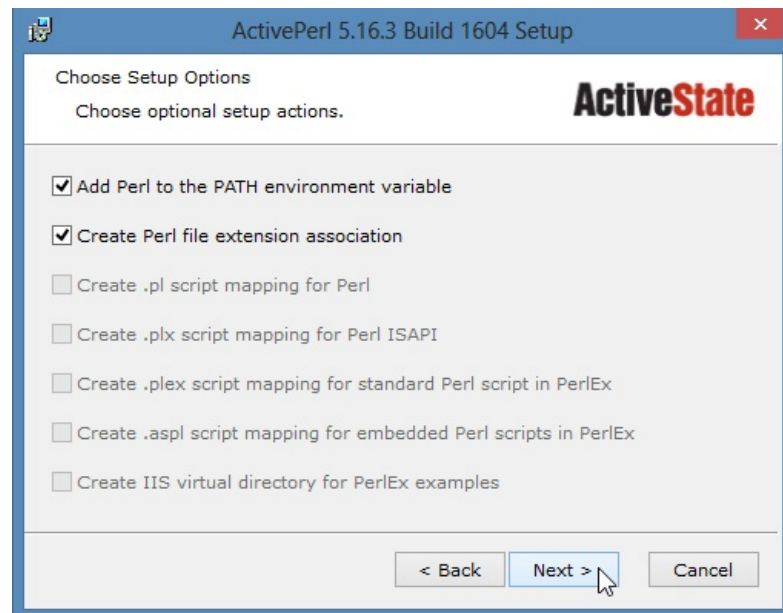 ActivePerl 5.16.3 Build 1604 Setup
Choose Setup Options
Choose optional setup actions.
ActiveState
Add Perl to the PATH environment variable
Create Perl file extension association
Create .pl script mapping for Perl
Create .plx script mapping for Perl ISAPI
Create .plex script mapping for standard Perl script in PerlEx
Create .aspl script mapping for embedded Perl scripts in PerlEx
Create IIS virtual directory for PerlEx examples
< Back Next > Cancel